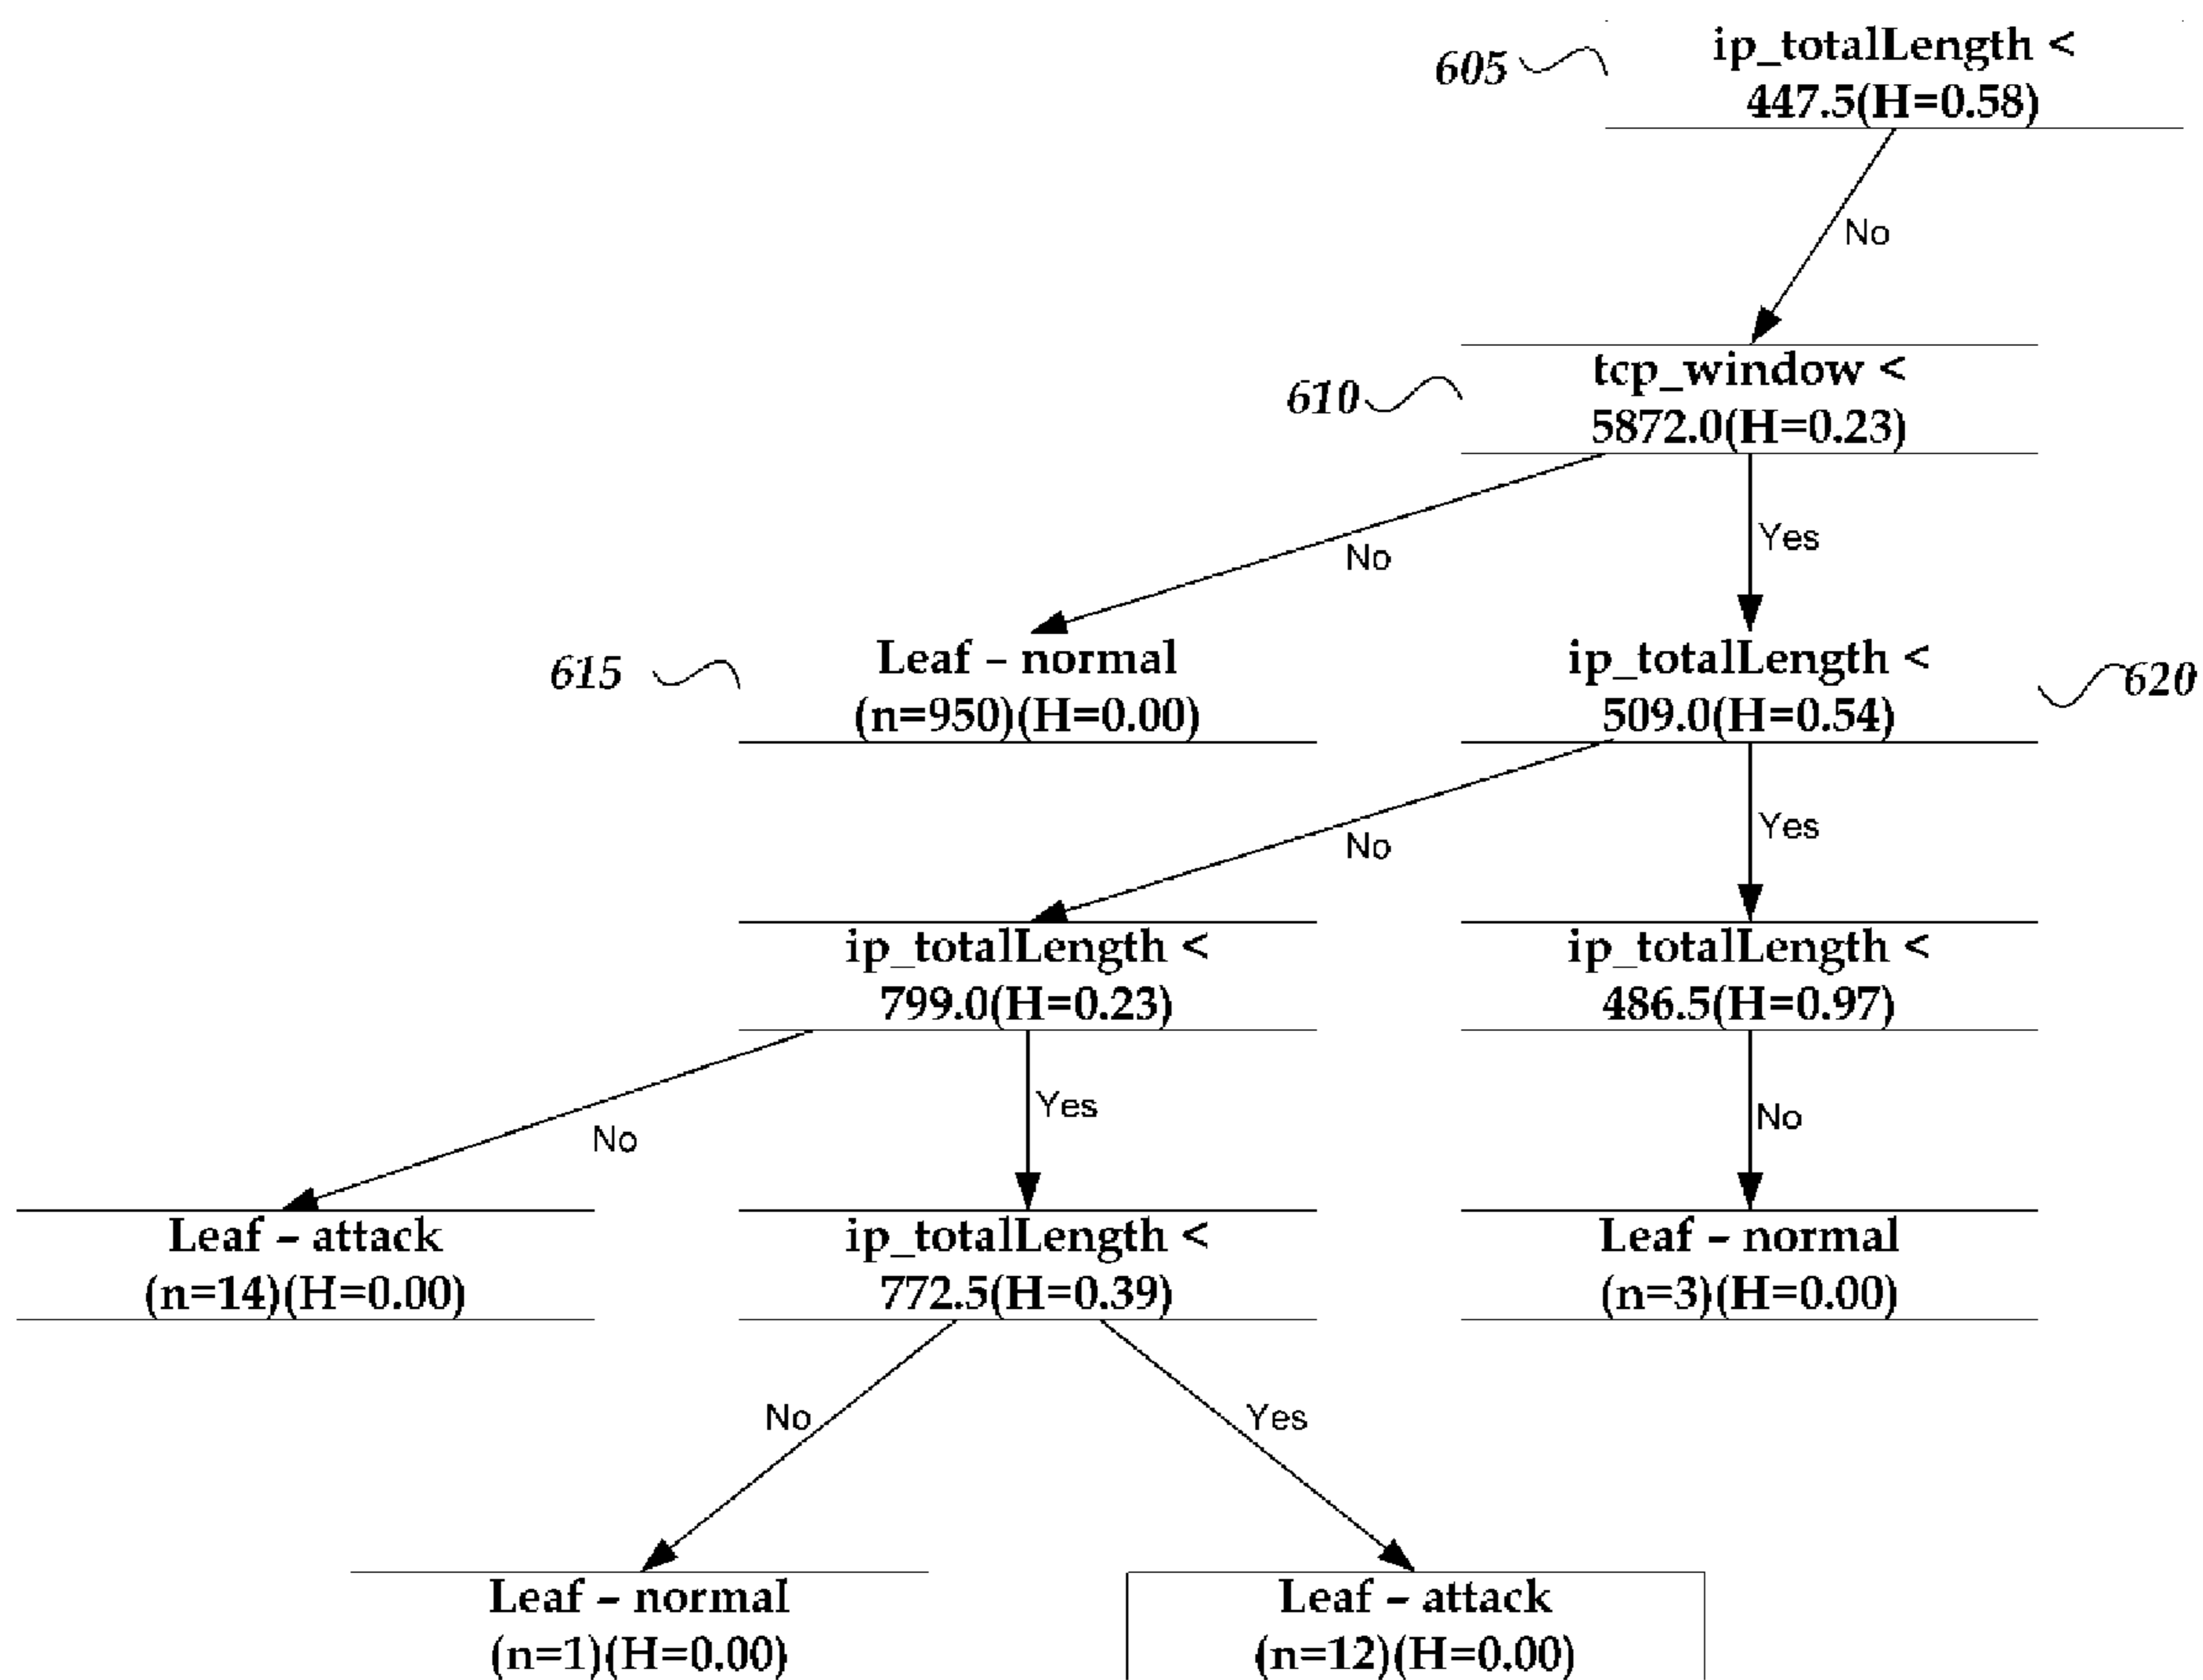 605
ip_totalLength <
447.5(H=0.58)
No
610
tcp_window <
5872.0(H=0.23)
No
Yes
615
Leaf – normal
(n=950)(H=0.00)
ip_totalLength <
509.0(H=0.54)
620
No
Yes
ip_totalLength <
799.0(H=0.23)
ip_totalLength <
486.5(H=0.97)
No
Yes
No
Leaf – attack
(n=14)(H=0.00)
ip_totalLength <
772.5(H=0.39)
Leaf – normal
(n=3)(H=0.00)
No
Yes
Leaf – normal
(n=1)(H=0.00)
Leaf – attack
(n=12)(H=0.00)